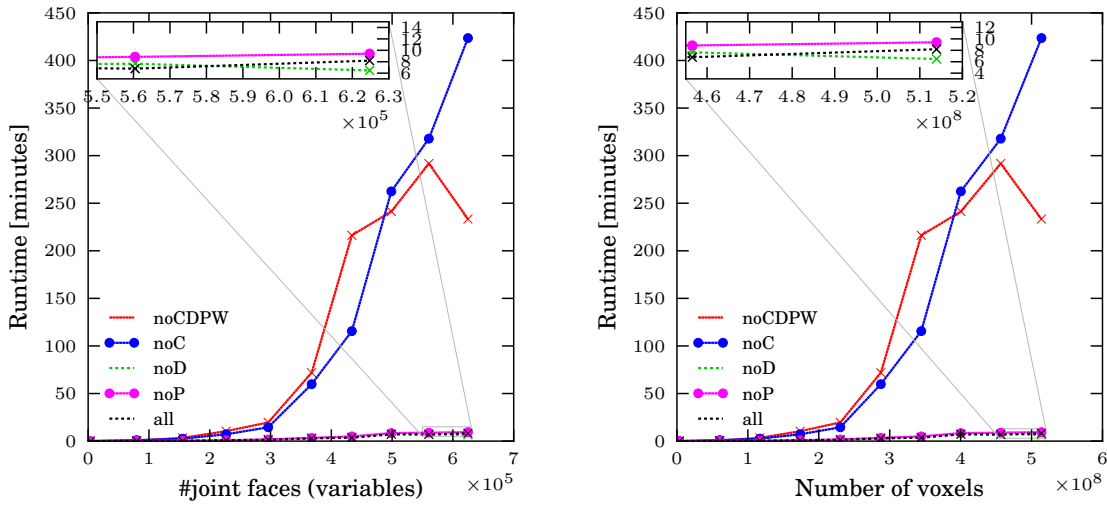 450
400
350
300
250
200
150
100
50
0
Runtime [minutes]
14
12
10
8
6
5.5 5.6 5.7 5.8 5.9 6.0 6.1 6.2 6.3
×10^5
noCDPW
noC
noD
noP
all
0 1 2 3 4 5 6 7
×10^5
#joint faces (variables)
450
400
350
300
250
200
150
100
50
0
Runtime [minutes]
14
12
10
8
6
4
4.6 4.7 4.8 4.9 5.0 5.1 5.2
×10^8
noCDPW
noC
noD
noP
all
0 1 2 3 4 5 6
×10^8
Number of voxels